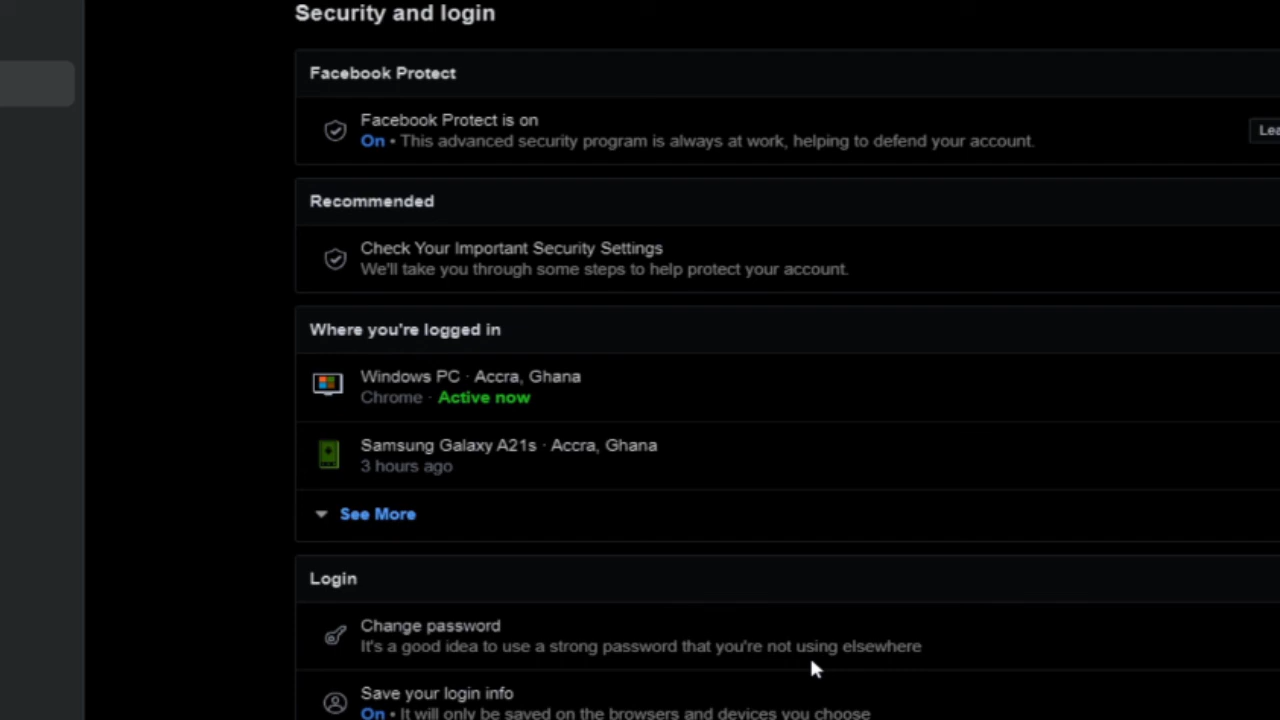 Security and login
Facebook Protect
Facebook Protect is on
On • This advanced security program is always at work, helping to defend your account.
Lea
Recommended
Check Your Important Security Settings
We'll take you through some steps to help protect your account.
Where you're logged in
Windows PC · Accra, Ghana
Chrome · Active now
Samsung Galaxy A21s · Accra, Ghana
3 hours ago
See More
Login
Change password
It's a good idea to use a strong password that you're not using elsewhere
Save your login info
On • It will only be saved on the browsers and devices you choose